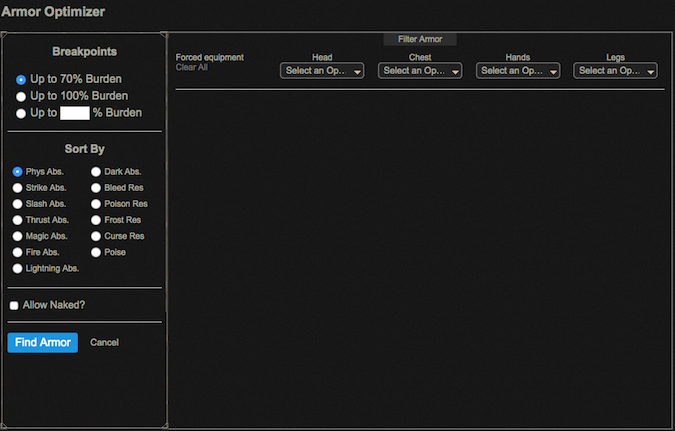 Armor Optimizer
Breakpoints
Up to 70% Burden
Up to 100% Burden
Up to % Burden
Sort By
Phys Abs. Dark Abs.
Strike Abs. Bleed Res
Slash Abs. Poison Res
Thrust Abs. Frost Res
Magic Abs. Curse Res
Fire Abs. Poise
Lightning Abs.
Allow Naked?
Find Armor Cancel
Filter Armor
Forced equipment Head Chest Hands Legs
Clear All
Select an Op... Select an Op... Select an Op... Select an Op...